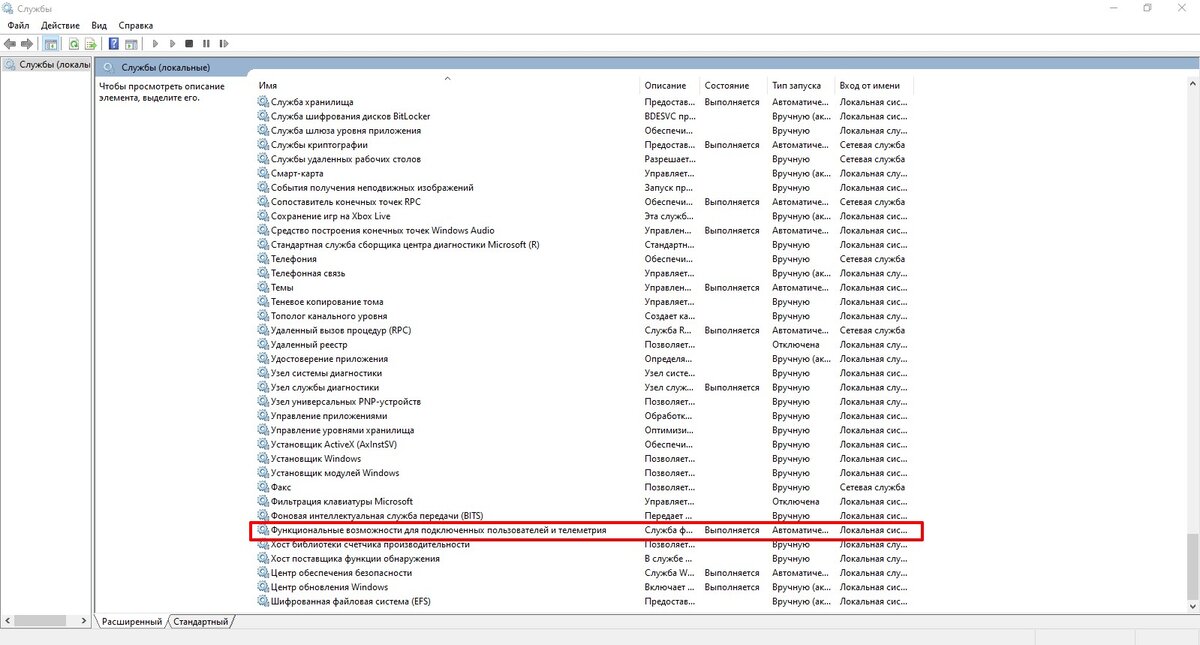 Службы
Файл Действие Вид Справка
Службы (локалы
Службы (локальные)
Чтобы просмотреть описание
элемента, выделите его.
Имя Описание Состояние Тип запуска Вход от имени
Служба хранилища Предостав... Выполняется Автоматиче... Локальная сис...
Служба шифрования дисков BitLocker BDESVC пр... Вручную (ак... Локальная сис...
Служба шлюза уровня приложения Обеспечи... Вручную Локальная слу...
Службы криптографии Предостав... Выполняется Автоматиче... Сетевая служба
Службы удаленных рабочих столов Разрешает... Вручную Сетевая служба
Смарт-карта Управляет... Вручную (ак... Локальная слу...
События получения неподвижных изображений Запуск пр... Вручную Локальная сис...
Сопоставитель конечных точек RPC Обеспечи... Выполняется Автоматиче... Сетевая служба
Сохранение игр на Xbox Live Эта служб... Вручную (ак... Локальная сис...
Средство построения конечных точек Windows Audio Управлен... Выполняется Автоматиче... Локальная сис...
Стандартная служба сборщика центра диагностики Microsoft (R) Стандартн... Вручную Локальная сис...
Телефония Обеспечи... Вручную Сетевая служба
Телефонная связь Управляет... Вручную (ак... Локальная слу...
Темы Управляет... Выполняется Автоматиче... Локальная сис...
Теневое копирование тома Управляет... Вручную Локальная сис...
Тополог канального уровня Создает ка... Вручную Локальная слу...
Удаленный вызов процедур (RPC) Служба R... Выполняется Автоматиче... Сетевая служба
Удаленный реестр Позволяет... Отключена Локальная слу...
Удостоверение приложения Определя... Вручную (ак... Локальная слу...
Узел системы диагностики Узел систе... Вручную Локальная сис...
Узел службы диагностики Узел служ... Выполняется Вручную Локальная слу...
Узел универсальных PNP-устройств Позволяет... Вручную Локальная слу...
Управление приложениями Обработк... Вручную Локальная сис...
Управление уровнями хранилища Оптимизи... Вручную Локальная сис...
Установщик ActiveX (AxInstSV) Обеспечи... Вручную Локальная сис...
Установщик Windows Позволяет... Вручную Локальная сис...
Установщик модулей Windows Позволяет... Вручную Локальная сис...
Факс Позволяет... Вручную Сетевая служба
Фильтрация клавиатуры Microsoft Управляет... Отключена Локальная сис...
Фоновая интеллектуальная служба передачи (BITS) Передает ... Вручную Локальная сис...
Функциональные возможности для подключенных пользователей и телеметрия Служба ф... Выполняется Автоматиче... Локальная сис...
Хост библиотеки счетчика производительности Позволяет... Вручную Локальная слу...
Хост поставщика функции обнаружения В службе ... Вручную Локальная слу...
Центр обеспечения безопасности Служба W... Выполняется Автоматиче... Локальная слу...
Центр обновления Windows Включает ... Выполняется Вручную (ак... Локальная сис...
Шифрованная файловая система (EFS) Предостав... Вручную (ак... Локальная сис...
Расширенный Стандартный